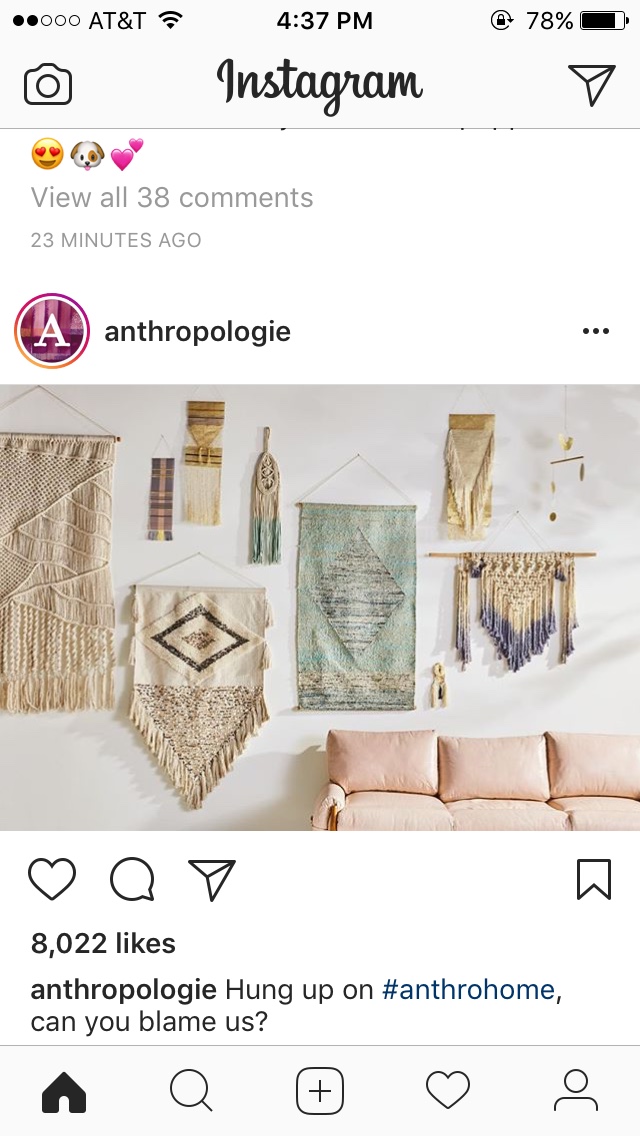 AT&T 4:37 PM 78%
Instagram
View all 38 comments
23 MINUTES AGO
A anthropologie
8,022 likes
anthropologie Hung up on #anthrohome,
can you blame us?